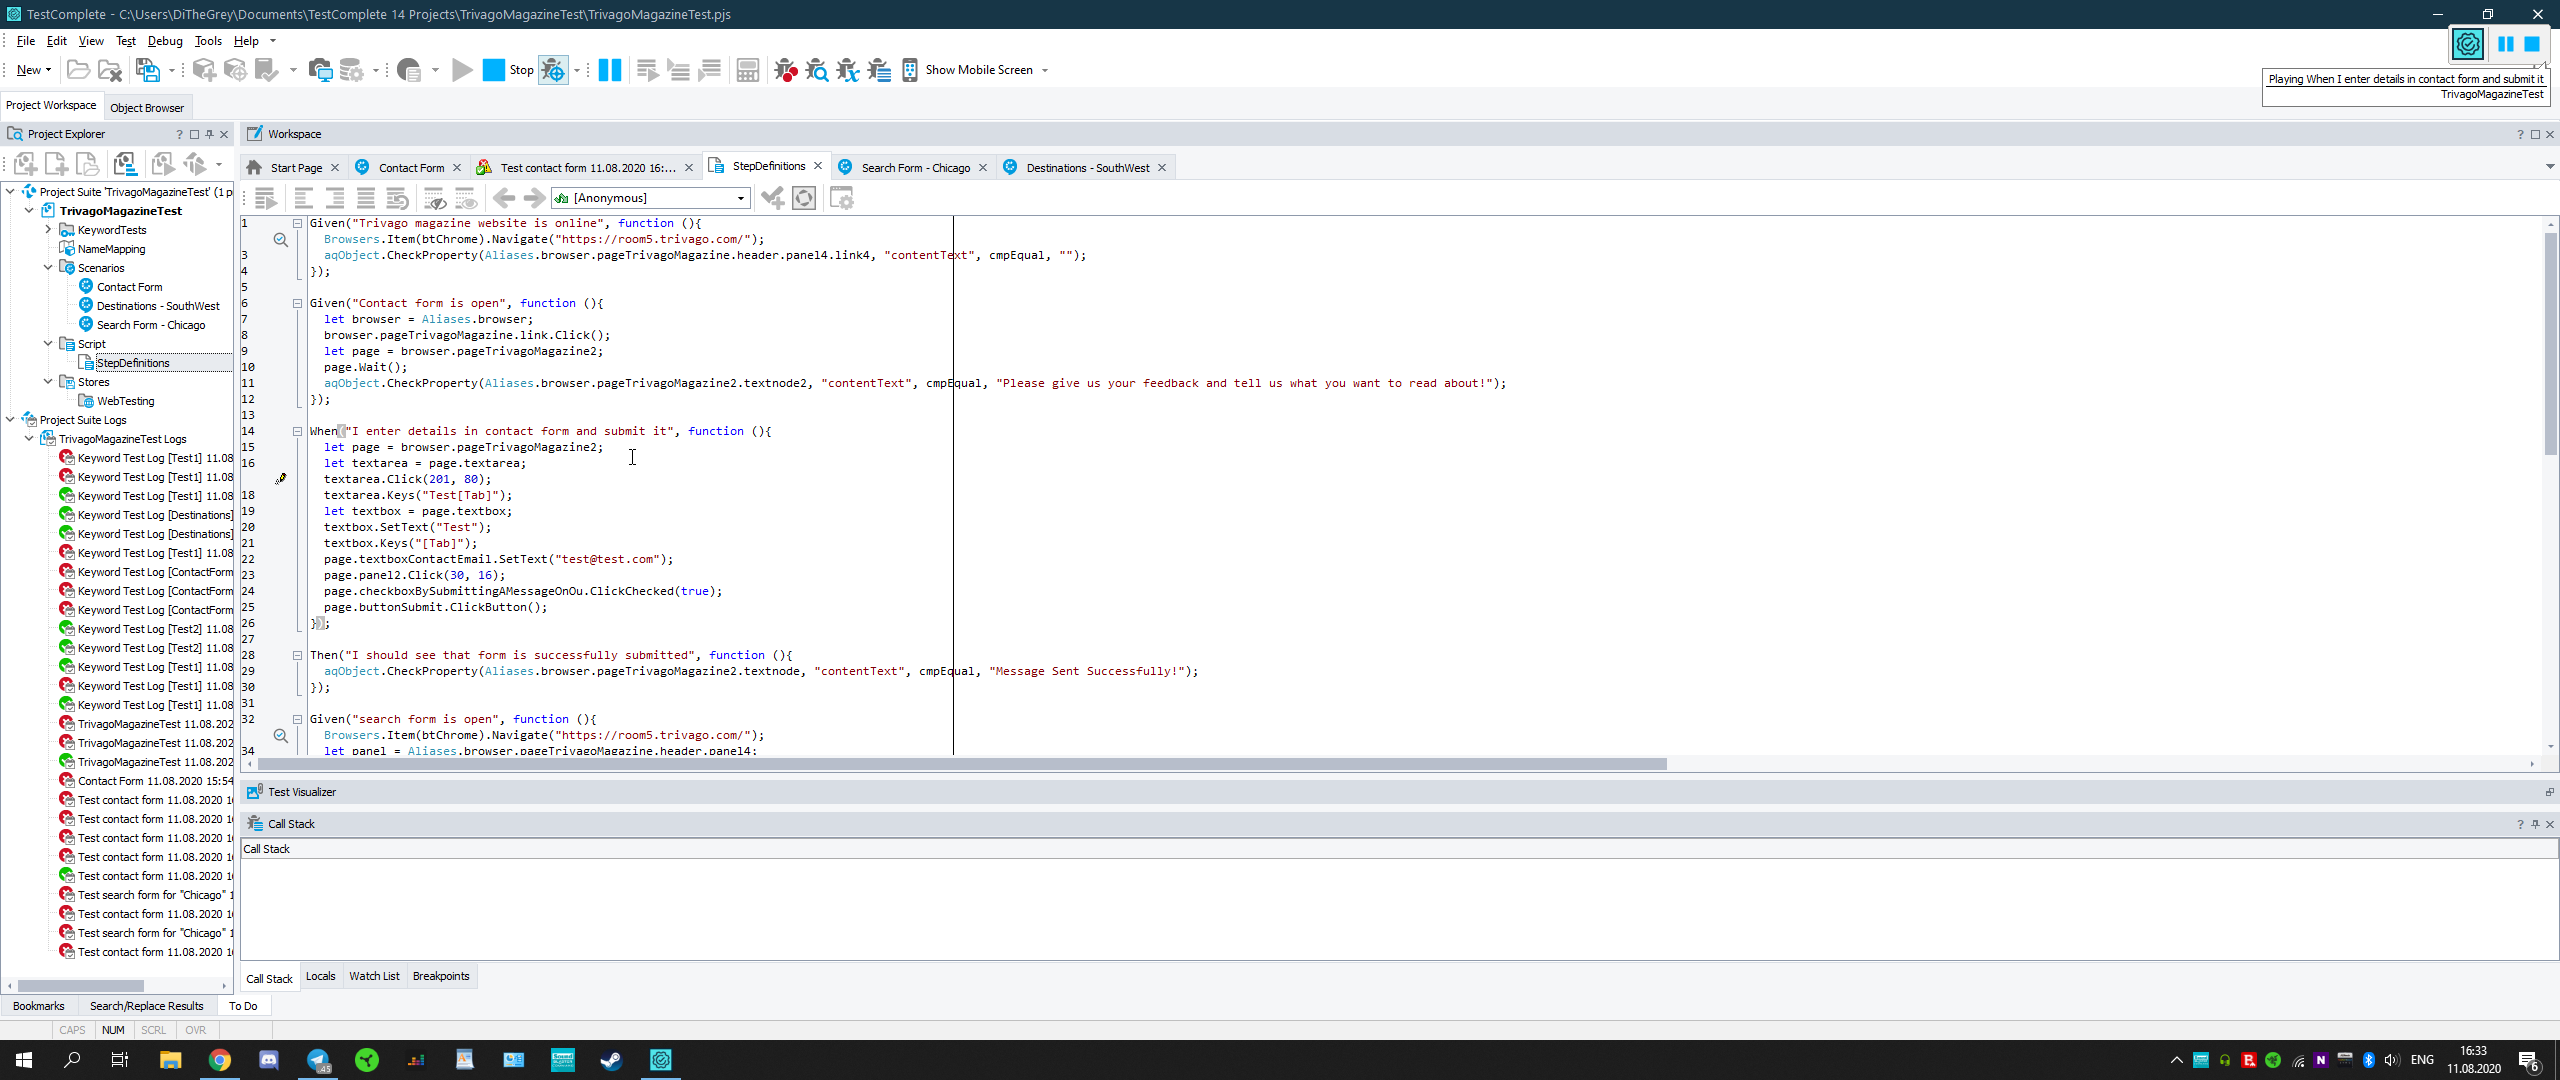 TestComplete - C:\Users\DiTheGrey\Documents\TestComplete 14 Projects\TrivagoMagazineTest\TrivagoMagazineTest.pjs
File Edit View Test Debug Tools Help
New Stop Show Mobile Screen
Playing When I enter details in contact form and submit it
TrivagoMagazineTest
Project Workspace Object Browser
Project Explorer
Workspace
Start Page Contact Form Test contact form 11.08.2020 16:... StepDefinitions Search Form - Chicago Destinations - SouthWest
[Anonymous]
Project Suite 'TrivagoMagazineTest' (1 p
TrivagoMagazineTest
KeywordTests
NameMapping
Scenarios
Contact Form
Destinations - SouthWest
Search Form - Chicago
Script
StepDefinitions
Stores
WebTesting
Project Suite Logs
TrivagoMagazineTest Logs
Keyword Test Log [Test1] 11.08
Keyword Test Log [Test1] 11.08
Keyword Test Log [Test1] 11.08
Keyword Test Log [Destinations]
Keyword Test Log [Destinations]
Keyword Test Log [Test1] 11.08
Keyword Test Log [ContactForm
Keyword Test Log [ContactForm
Keyword Test Log [ContactForm
Keyword Test Log [Test2] 11.08
Keyword Test Log [Test2] 11.08
Keyword Test Log [Test1] 11.08
Keyword Test Log [Test1] 11.08
Keyword Test Log [Test1] 11.08
TrivagoMagazineTest 11.08.202
TrivagoMagazineTest 11.08.202
TrivagoMagazineTest 11.08.202
Contact Form 11.08.2020 15:54
Test contact form 11.08.2020 1
Test contact form 11.08.2020 1
Test contact form 11.08.2020 1
Test contact form 11.08.2020 1
Test contact form 11.08.2020 1
Test search form for "Chicago" 1
Test contact form 11.08.2020 1
Test search form for "Chicago" 1
Test contact form 11.08.2020 1
1 Given("Trivago magazine website is online", function (){
Browsers.Item(btChrome).Navigate("https://room5.trivago.com/");
3 aqObject.CheckProperty(Aliases.browser.pageTrivagoMagazine.header.panel4.link4, "contentText", cmpEqual, "");
4 });
5
6 Given("Contact form is open", function (){
7 let browser = Aliases.browser;
8 browser.pageTrivagoMagazine.link.Click();
9 let page = browser.pageTrivagoMagazine2;
10 page.Wait();
11 aqObject.CheckProperty(Aliases.browser.pageTrivagoMagazine2.textnode2, "contentText", cmpEqual, "Please give us your feedback and tell us what you want to read about!");
12 });
13
14 When("I enter details in contact form and submit it", function (){
15 let page = browser.pageTrivagoMagazine2;
16 let textarea = page.textarea;
textarea.Click(201, 80);
18 textarea.Keys("Test[Tab]");
19 let textbox = page.textbox;
20 textbox.SetText("Test");
21 textbox.Keys("[Tab]");
22 page.textboxContactEmail.SetText("test@test.com");
23 page.panel2.Click(30, 16);
24 page.checkboxBySubmittingAMessageOnOu.ClickChecked(true);
25 page.buttonSubmit.ClickButton();
26 });
27
28 Then("I should see that form is successfully submitted", function (){
29 aqObject.CheckProperty(Aliases.browser.pageTrivagoMagazine2.textnode, "contentText", cmpEqual, "Message Sent Successfully!");
30 });
31
32 Given("search form is open", function (){
Browsers.Item(btChrome).Navigate("https://room5.trivago.com/");
34 let panel = Aliases.browser.pageTrivagoMagazine.header.panel4;
Test Visualizer
Call Stack
Call Stack
Call Stack Locals Watch List Breakpoints
Bookmarks Search/Replace Results To Do
CAPS NUM SCRL OVR
45
ENG
16:33
11.08.2020
6